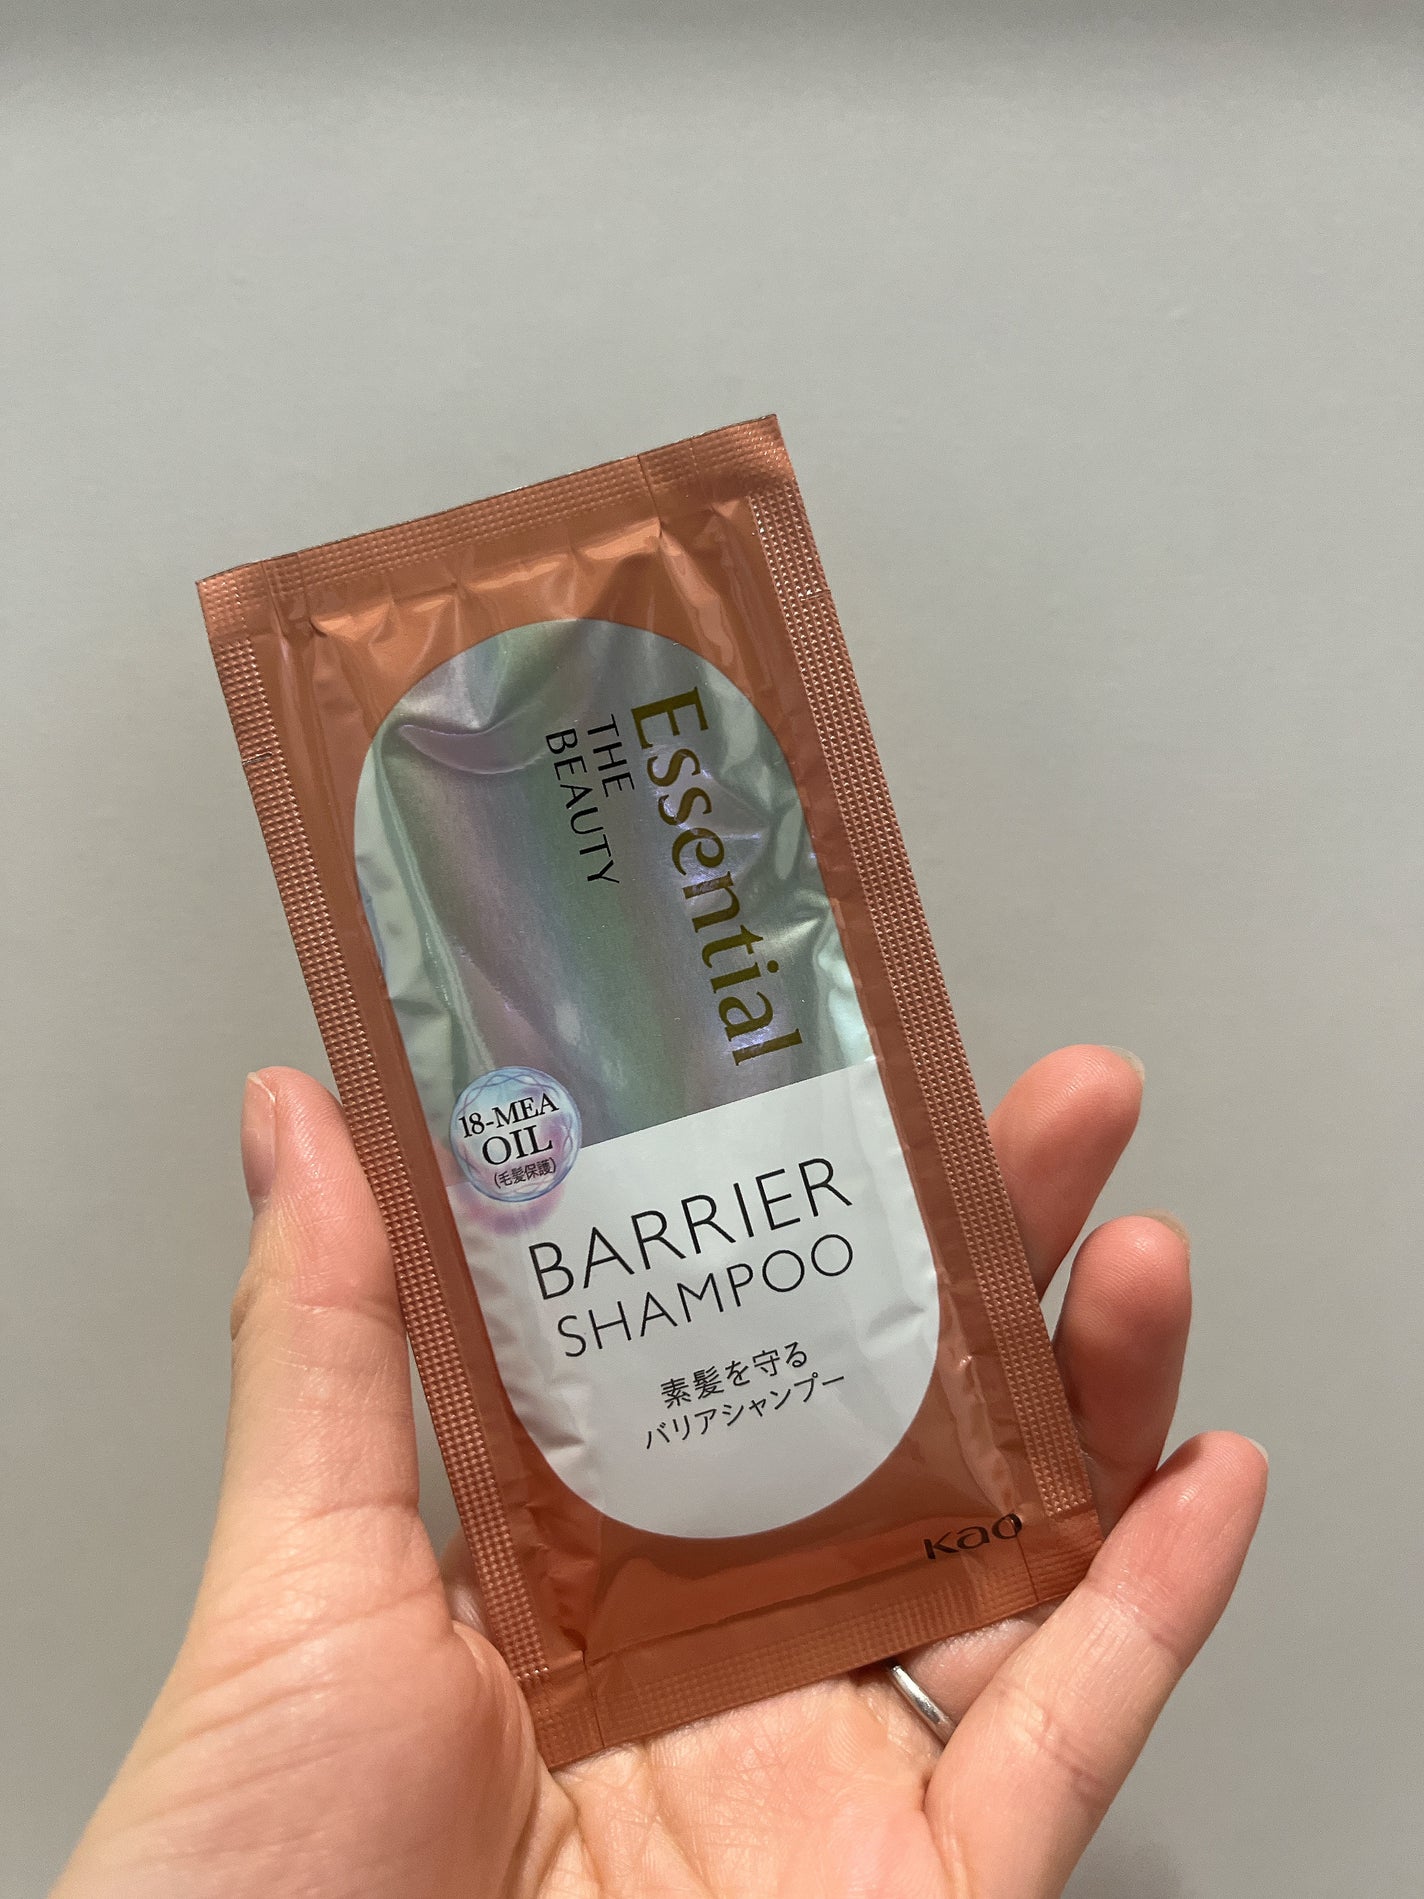 Essential
THE
BEAUTY
18-MEA
OIL
(毛髪保護)
BARRIER
SHAMPOO
素髪を守る
バリアシャンプー
Kao